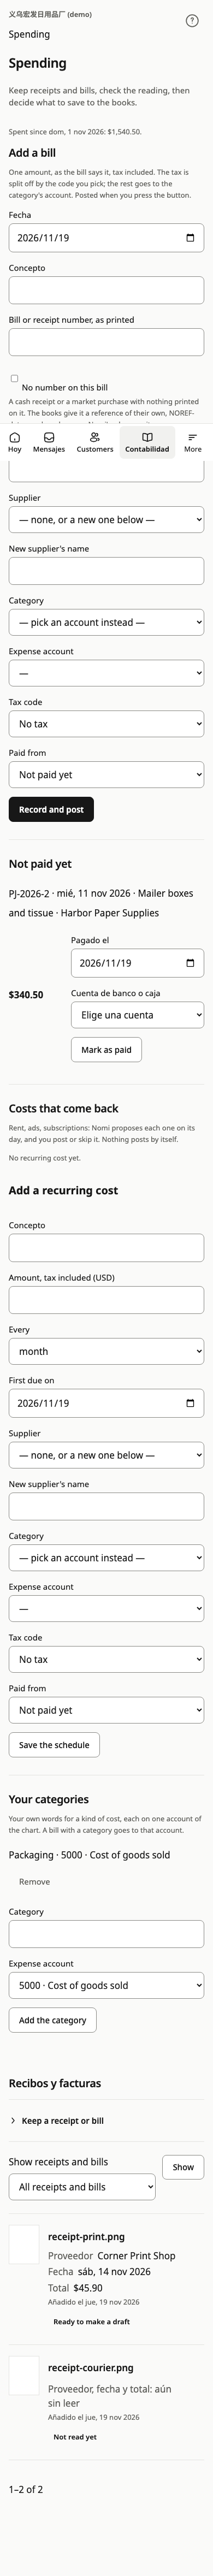 义乌宏发日用品厂 (demo)
Spending
Spending
Keep receipts and bills, check the reading, then
decide what to save to the books.
Spent since dom, 1 nov 2026: $1,540.50.
Add a bill
One amount, as the bill says it, tax included. The tax is
split off by the code you pick; the rest goes to the
category's account. Posted when you press the button.
Fecha
2026/11/19
Concepto
Bill or receipt number, as printed
No number on this bill
A cash receipt or a market purchase with nothing printed
on it. The books give it a reference of their own, NOREF-
Hoy
Mensajes
Customers
Contabilidad
More
Supplier
— none, or a new one below —
New supplier's name
Category
— pick an account instead —
Expense account
—
Tax code
No tax
Paid from
Not paid yet
Record and post
Not paid yet
PJ-2026-2 · mié, 11 nov 2026 · Mailer boxes
and tissue · Harbor Paper Supplies
Pagado el
2026/11/19
$340.50
Cuenta de banco o caja
Elige una cuenta
Mark as paid
Costs that come back
Rent, ads, subscriptions: Nomi proposes each one on its
day, and you post or skip it. Nothing posts by itself.
No recurring cost yet.
Add a recurring cost
Concepto
Amount, tax included (USD)
Every
month
First due on
2026/11/19
Supplier
— none, or a new one below —
New supplier's name
Category
— pick an account instead —
Expense account
—
Tax code
No tax
Paid from
Not paid yet
Save the schedule
Your categories
Your own words for a kind of cost, each on one account of
the chart. A bill with a category goes to that account.
Packaging · 5000 · Cost of goods sold
Remove
Category
Expense account
5000 · Cost of goods sold
Add the category
Recibos y facturas
Keep a receipt or bill
Show receipts and bills
All receipts and bills
Show
receipt-print.png
Proveedor Corner Print Shop
Fecha sáb, 14 nov 2026
Total $45.90
Añadido el jue, 19 nov 2026
Ready to make a draft
receipt-courier.png
Proveedor, fecha y total: aún
sin leer
Añadido el jue, 19 nov 2026
Not read yet
1–2 of 2